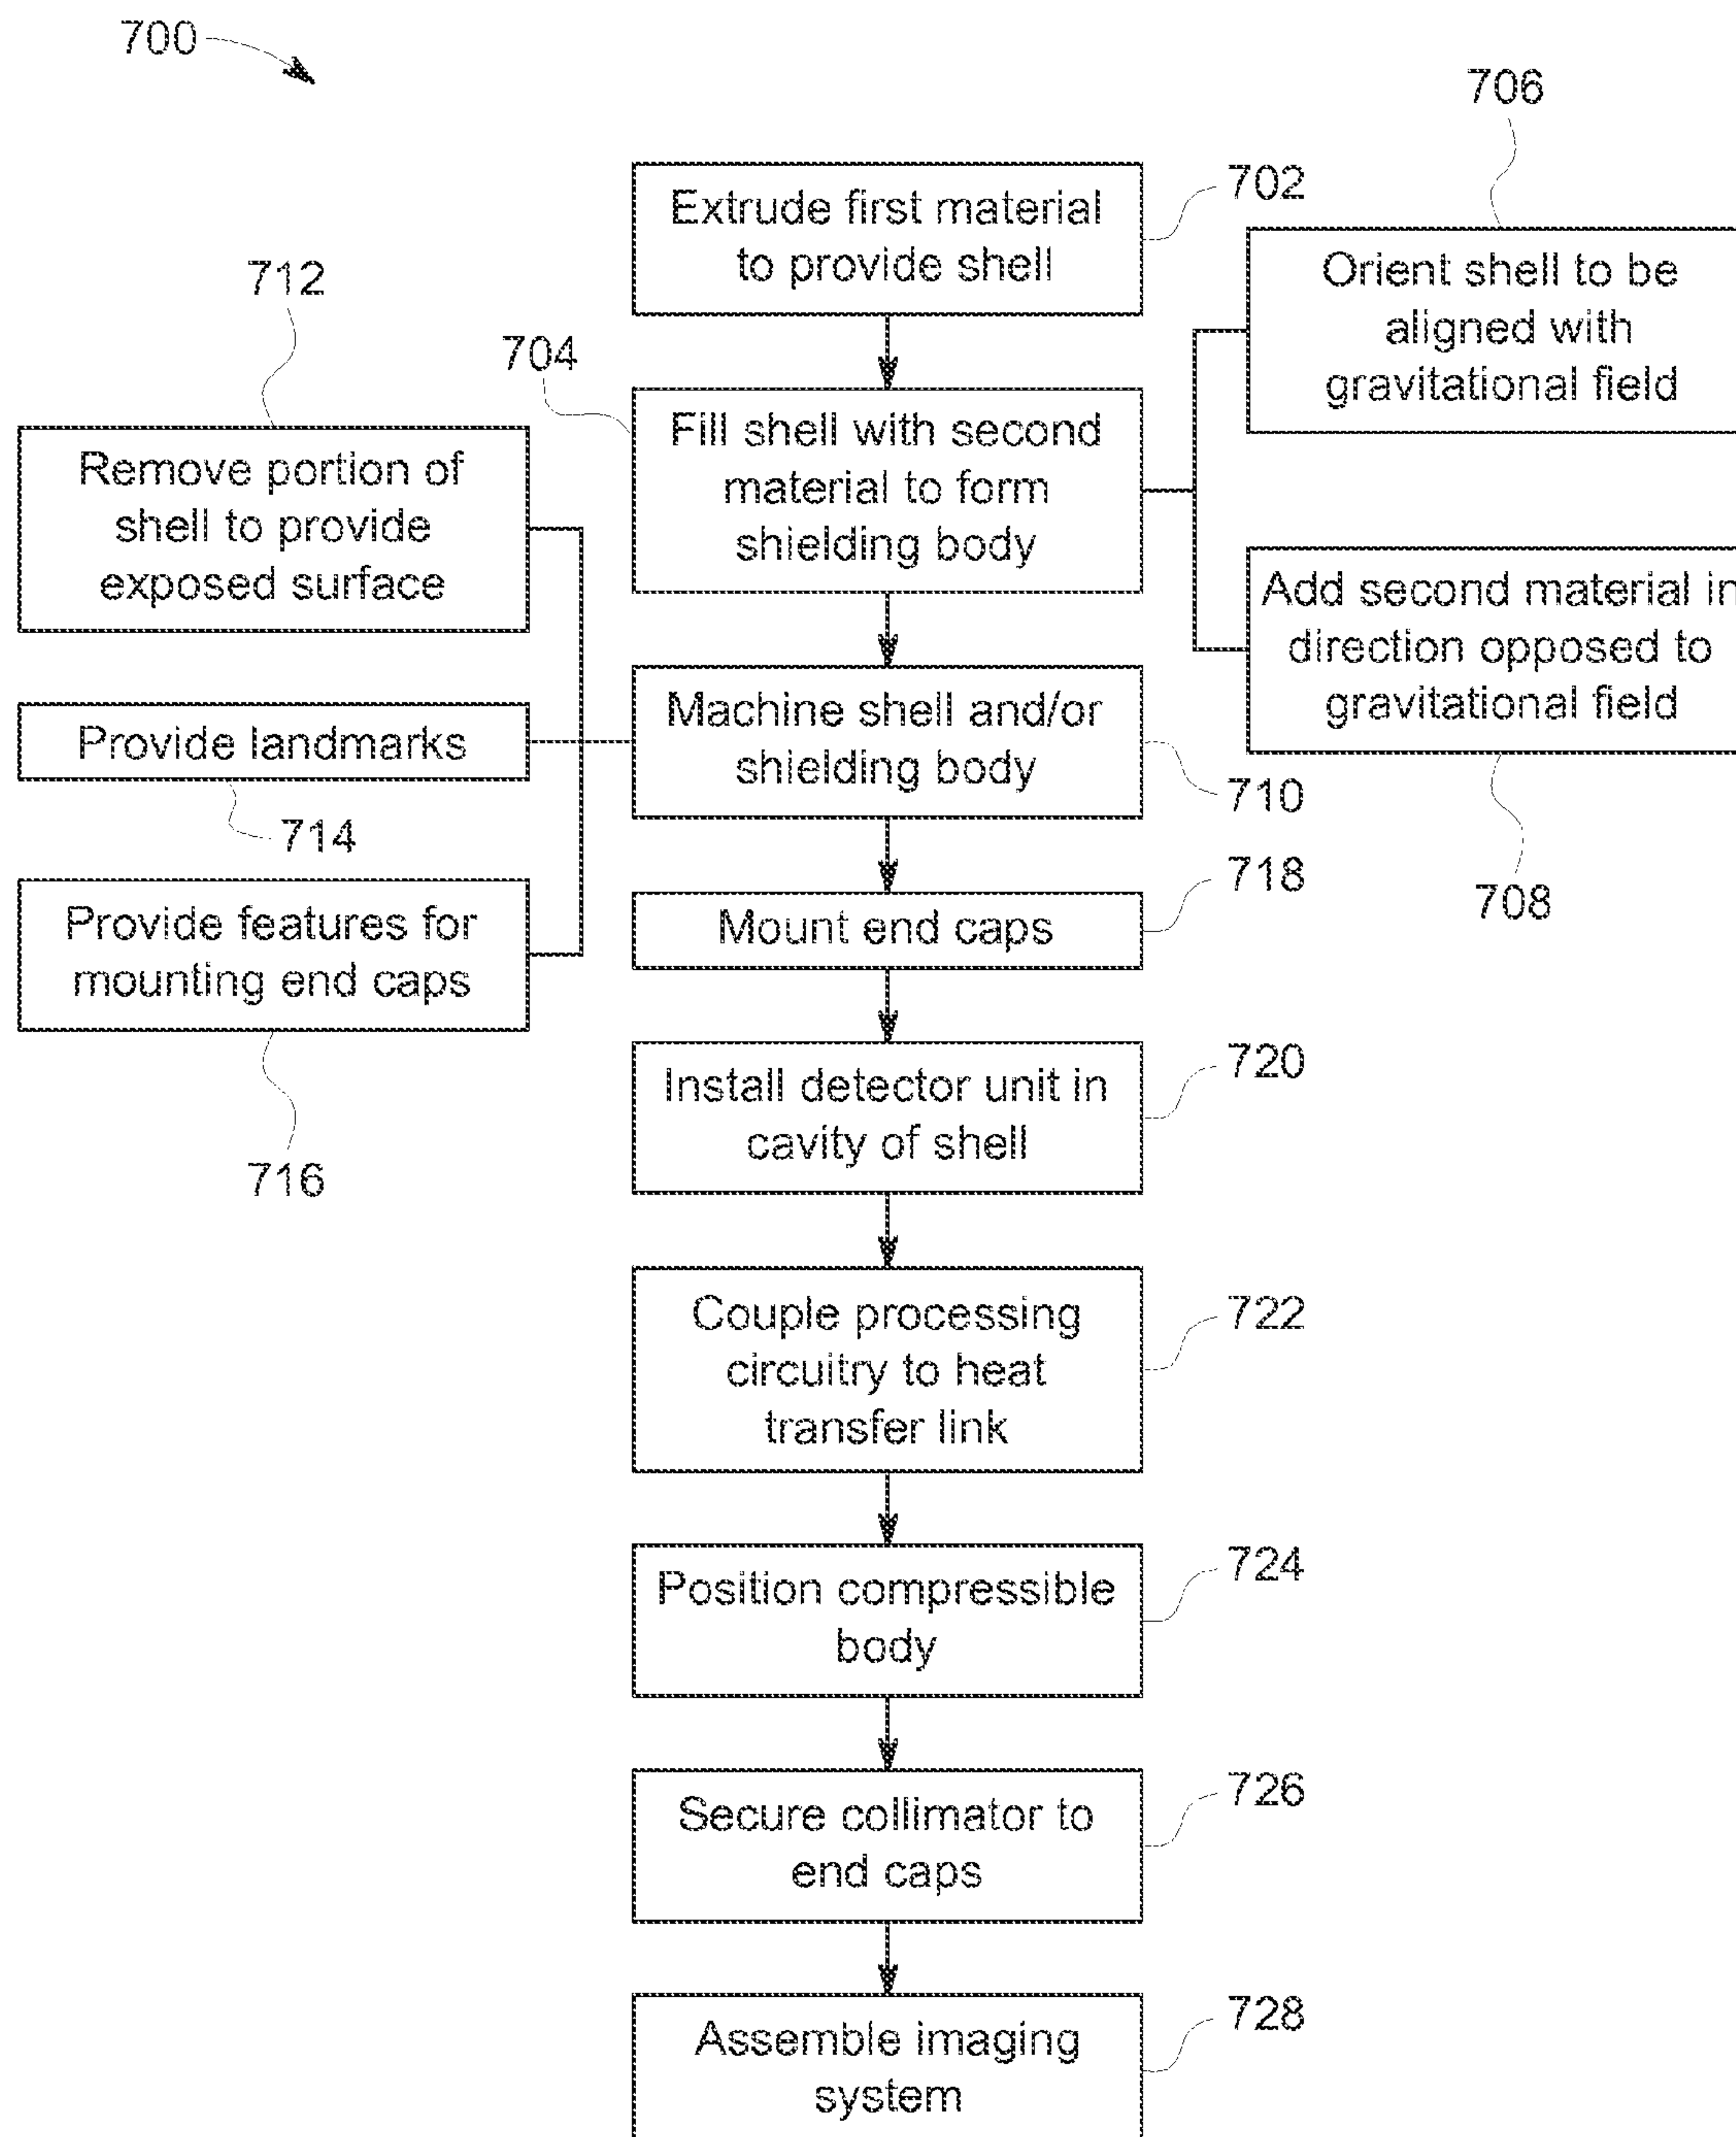 700
706
702
Extrude first material
to provide shell
Orient shell to be
aligned with
gravitational field
712
704
Fill shell with second
material to form
shielding body
Remove portion of
shell to provide
exposed surface
Add second material in
direction opposed to
gravitational field
708
Machine shell and/or
shielding body
710
Provide landmarks
714
Provide features for
mounting end caps
716
718
Mount end caps
720
Install detector unit in
cavity of shell
722
Couple processing
circuitry to heat
transfer link
724
Position compressible
body
726
Secure collimator to
end caps
728
Assemble imaging
system